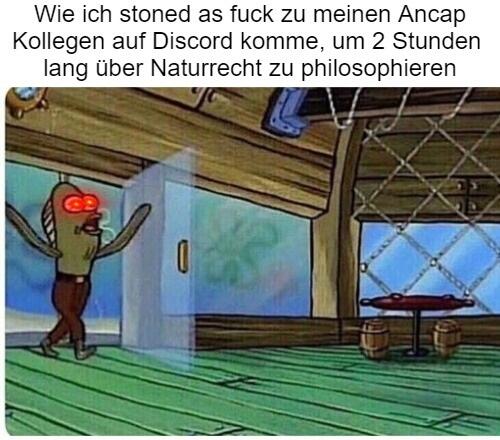 Wie ich stoned as fuck zu meinen Ancap
Kollegen auf Discord komme, um 2 Stunden
lang über Naturrecht zu philosophieren